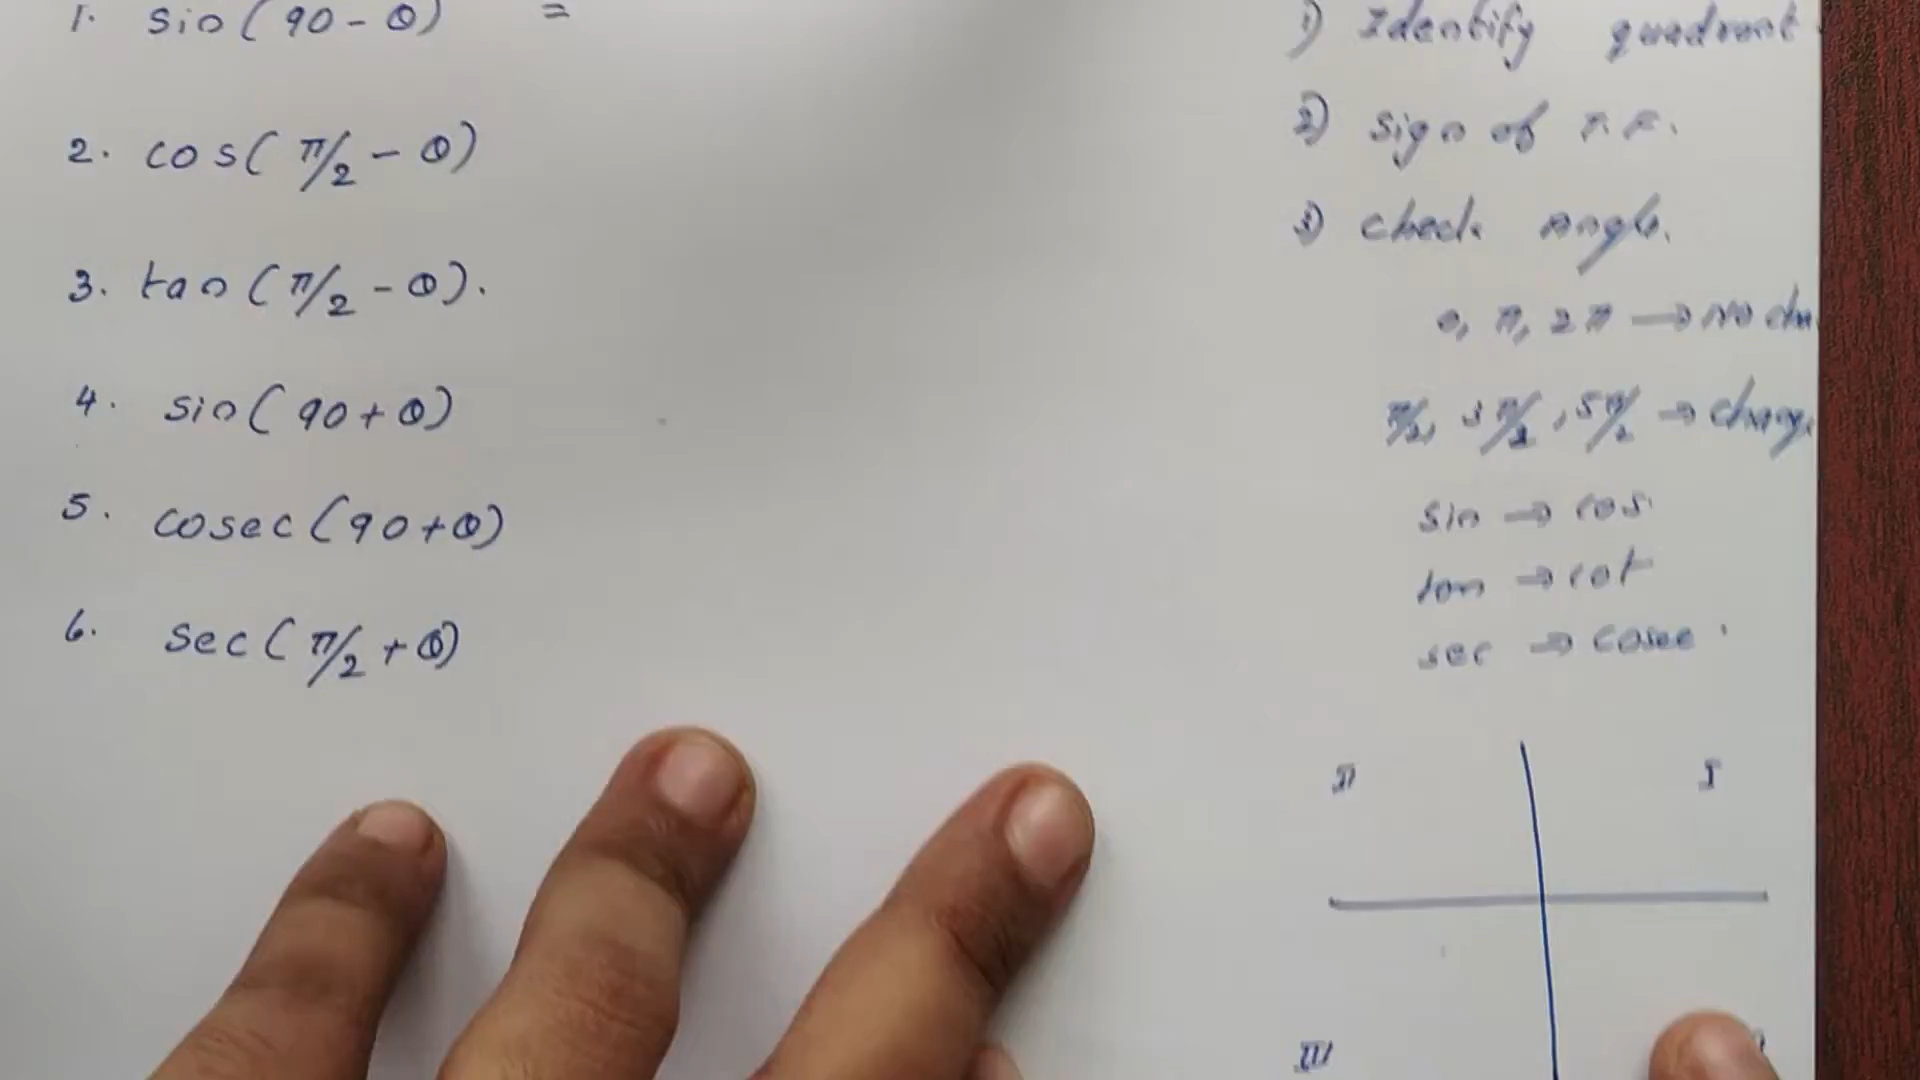 1. sin(90-θ) =
2. cos(π/2 - θ)
3. tan(π/2 - θ).
4. sin(90+θ)
5. cosec(90+θ)
6. sec(π/2 + θ)
1) Identify quadrant
2) sign of T.F.
3) check angle.
0, π, 2π → No
π/2, 3π/2, 5π/2 → change
sin → cos.
tan → cot
sec → cosec.
II I
III